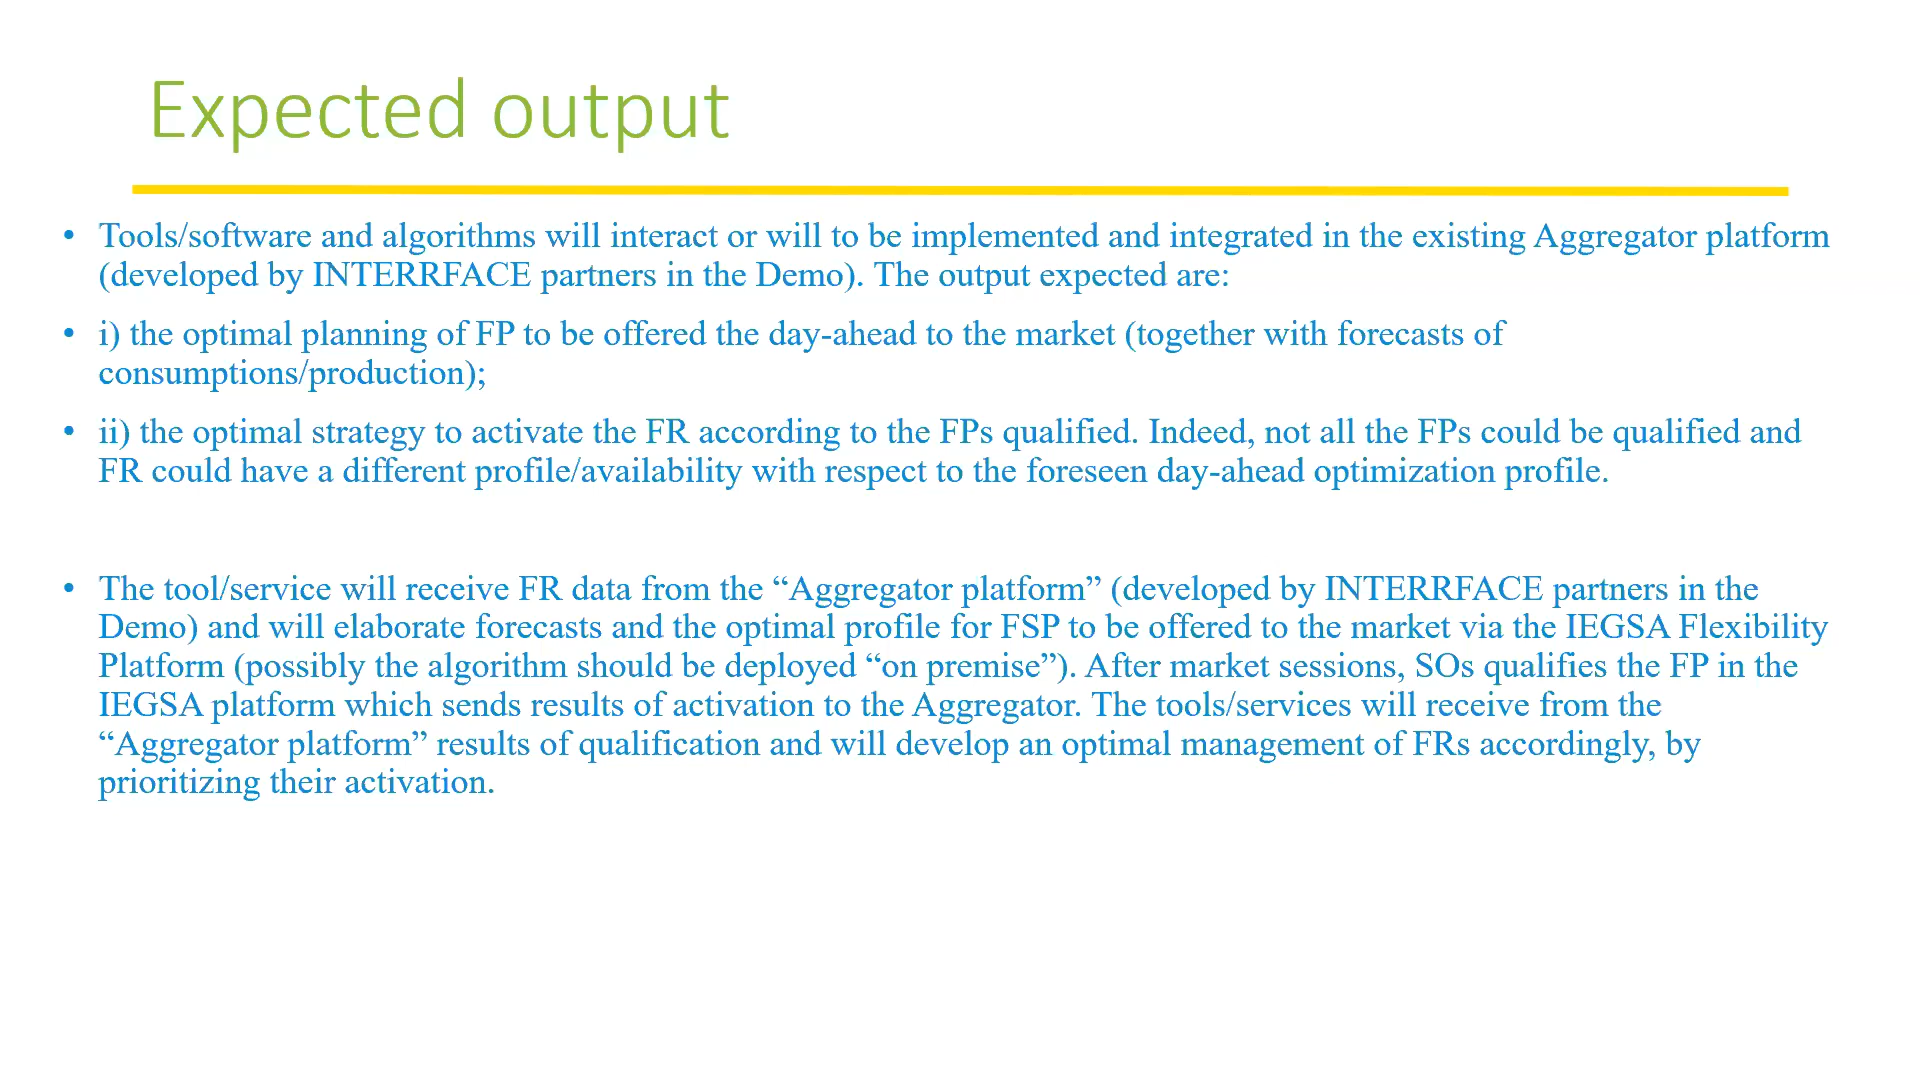 Expected output
• Tools/software and algorithms will interact or will to be implemented and integrated in the existing Aggregator platform
(developed by INTERRFACE partners in the Demo). The output expected are:
• i) the optimal planning of FP to be offered the day-ahead to the market (together with forecasts of
consumptions/production);
• ii) the optimal strategy to activate the FR according to the FPs qualified. Indeed, not all the FPs could be qualified and
FR could have a different profile/availability with respect to the foreseen day-ahead optimization profile.
• The tool/service will receive FR data from the “Aggregator platform” (developed by INTERRFACE partners in the
Demo) and will elaborate forecasts and the optimal profile for FSP to be offered to the market via the IEGSA Flexibility
Platform (possibly the algorithm should be deployed “on premise”). After market sessions, SOs qualifies the FP in the
IEGSA platform which sends results of activation to the Aggregator. The tools/services will receive from the
“Aggregator platform” results of qualification and will develop an optimal management of FRs accordingly, by
prioritizing their activation.